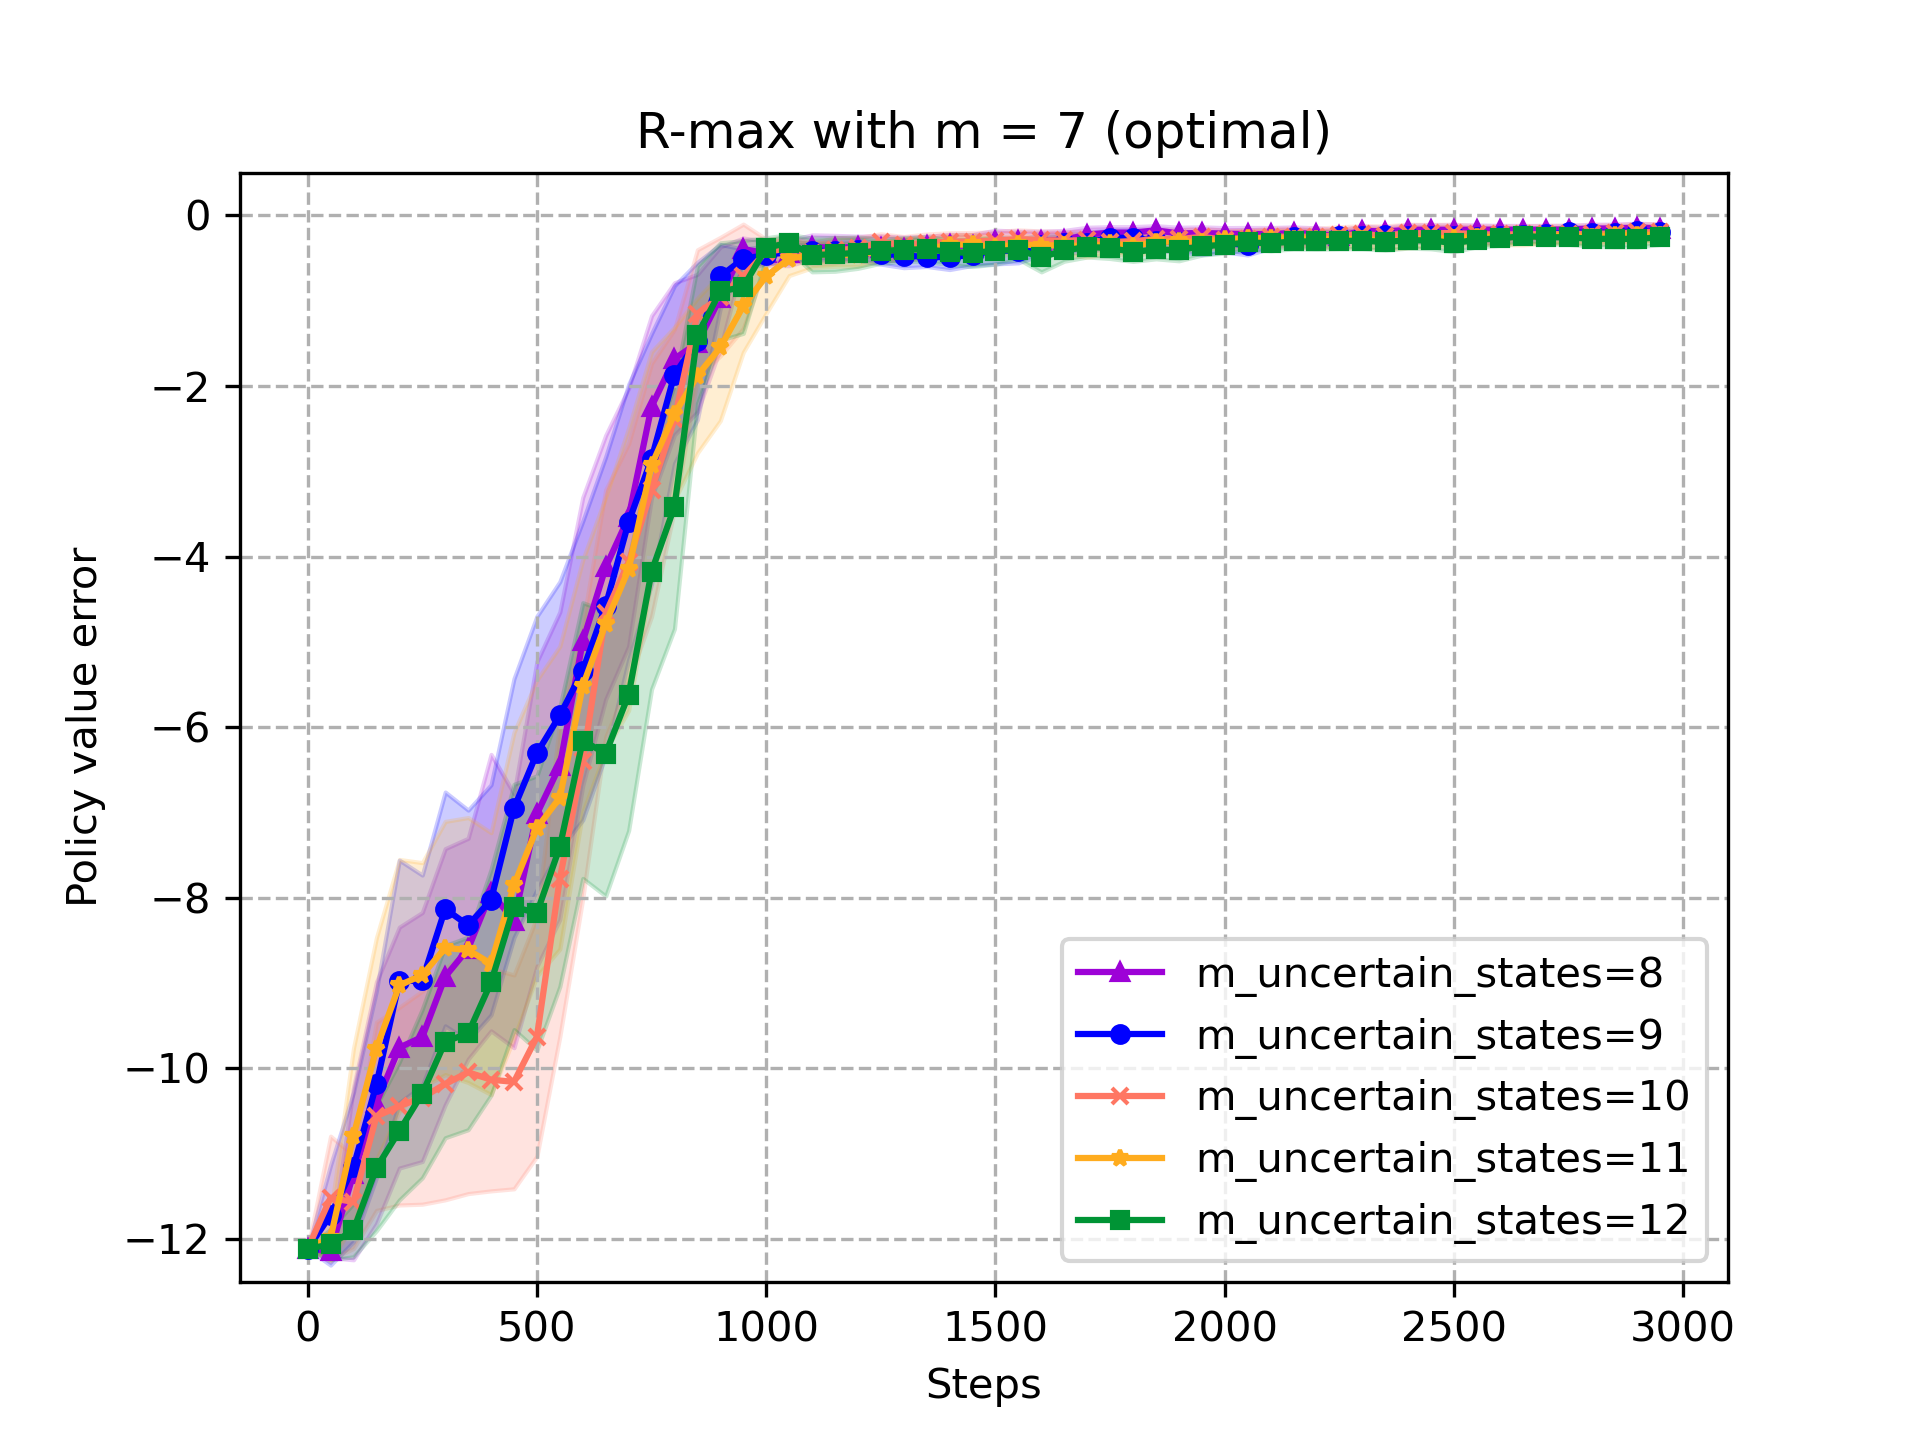 R-max with m = 7 (optimal)
0
−2
−4
−6
−8
−10
−12
Policy value error
m_uncertain_states=8
m_uncertain_states=9
m_uncertain_states=10
m_uncertain_states=11
m_uncertain_states=12
0 500 1000 1500 2000 2500 3000
Steps